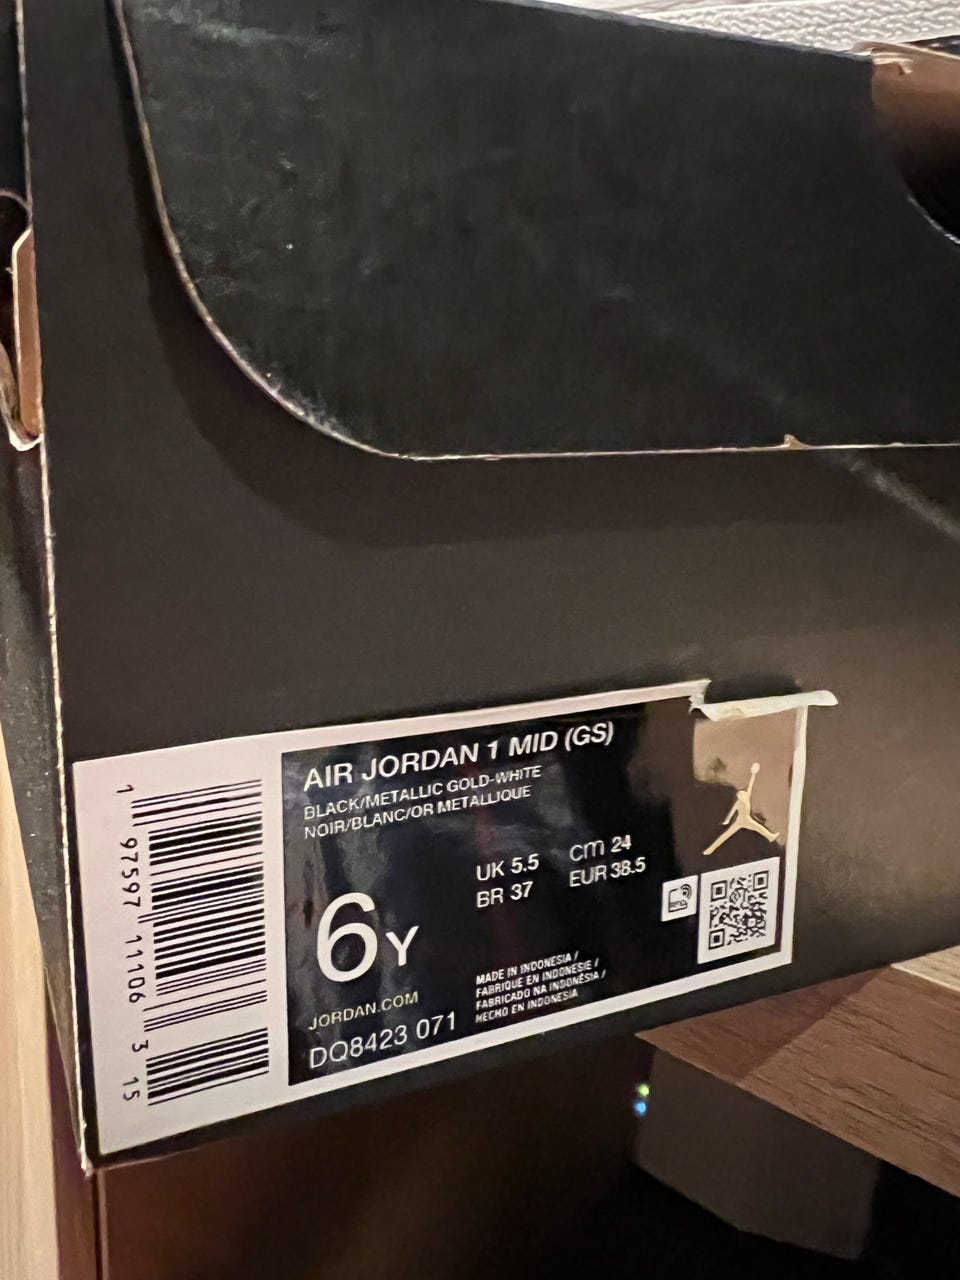 AIR JORDAN 1 MID (GS)
BLACK/METALLIC GOLD-WHITE
NOIR/BLANC/OR METALLIQUE
6Y
UK 5.5
cm 24
BR 37
EUR 38.5
MADE IN INDONESIA /
FABRIQUE EN INDONESIE /
FABRICADO NA INDONÉSIA /
HECHO EN INDONESIA
JORDAN.COM
DQ8423 071
1 97597 11106 3 15